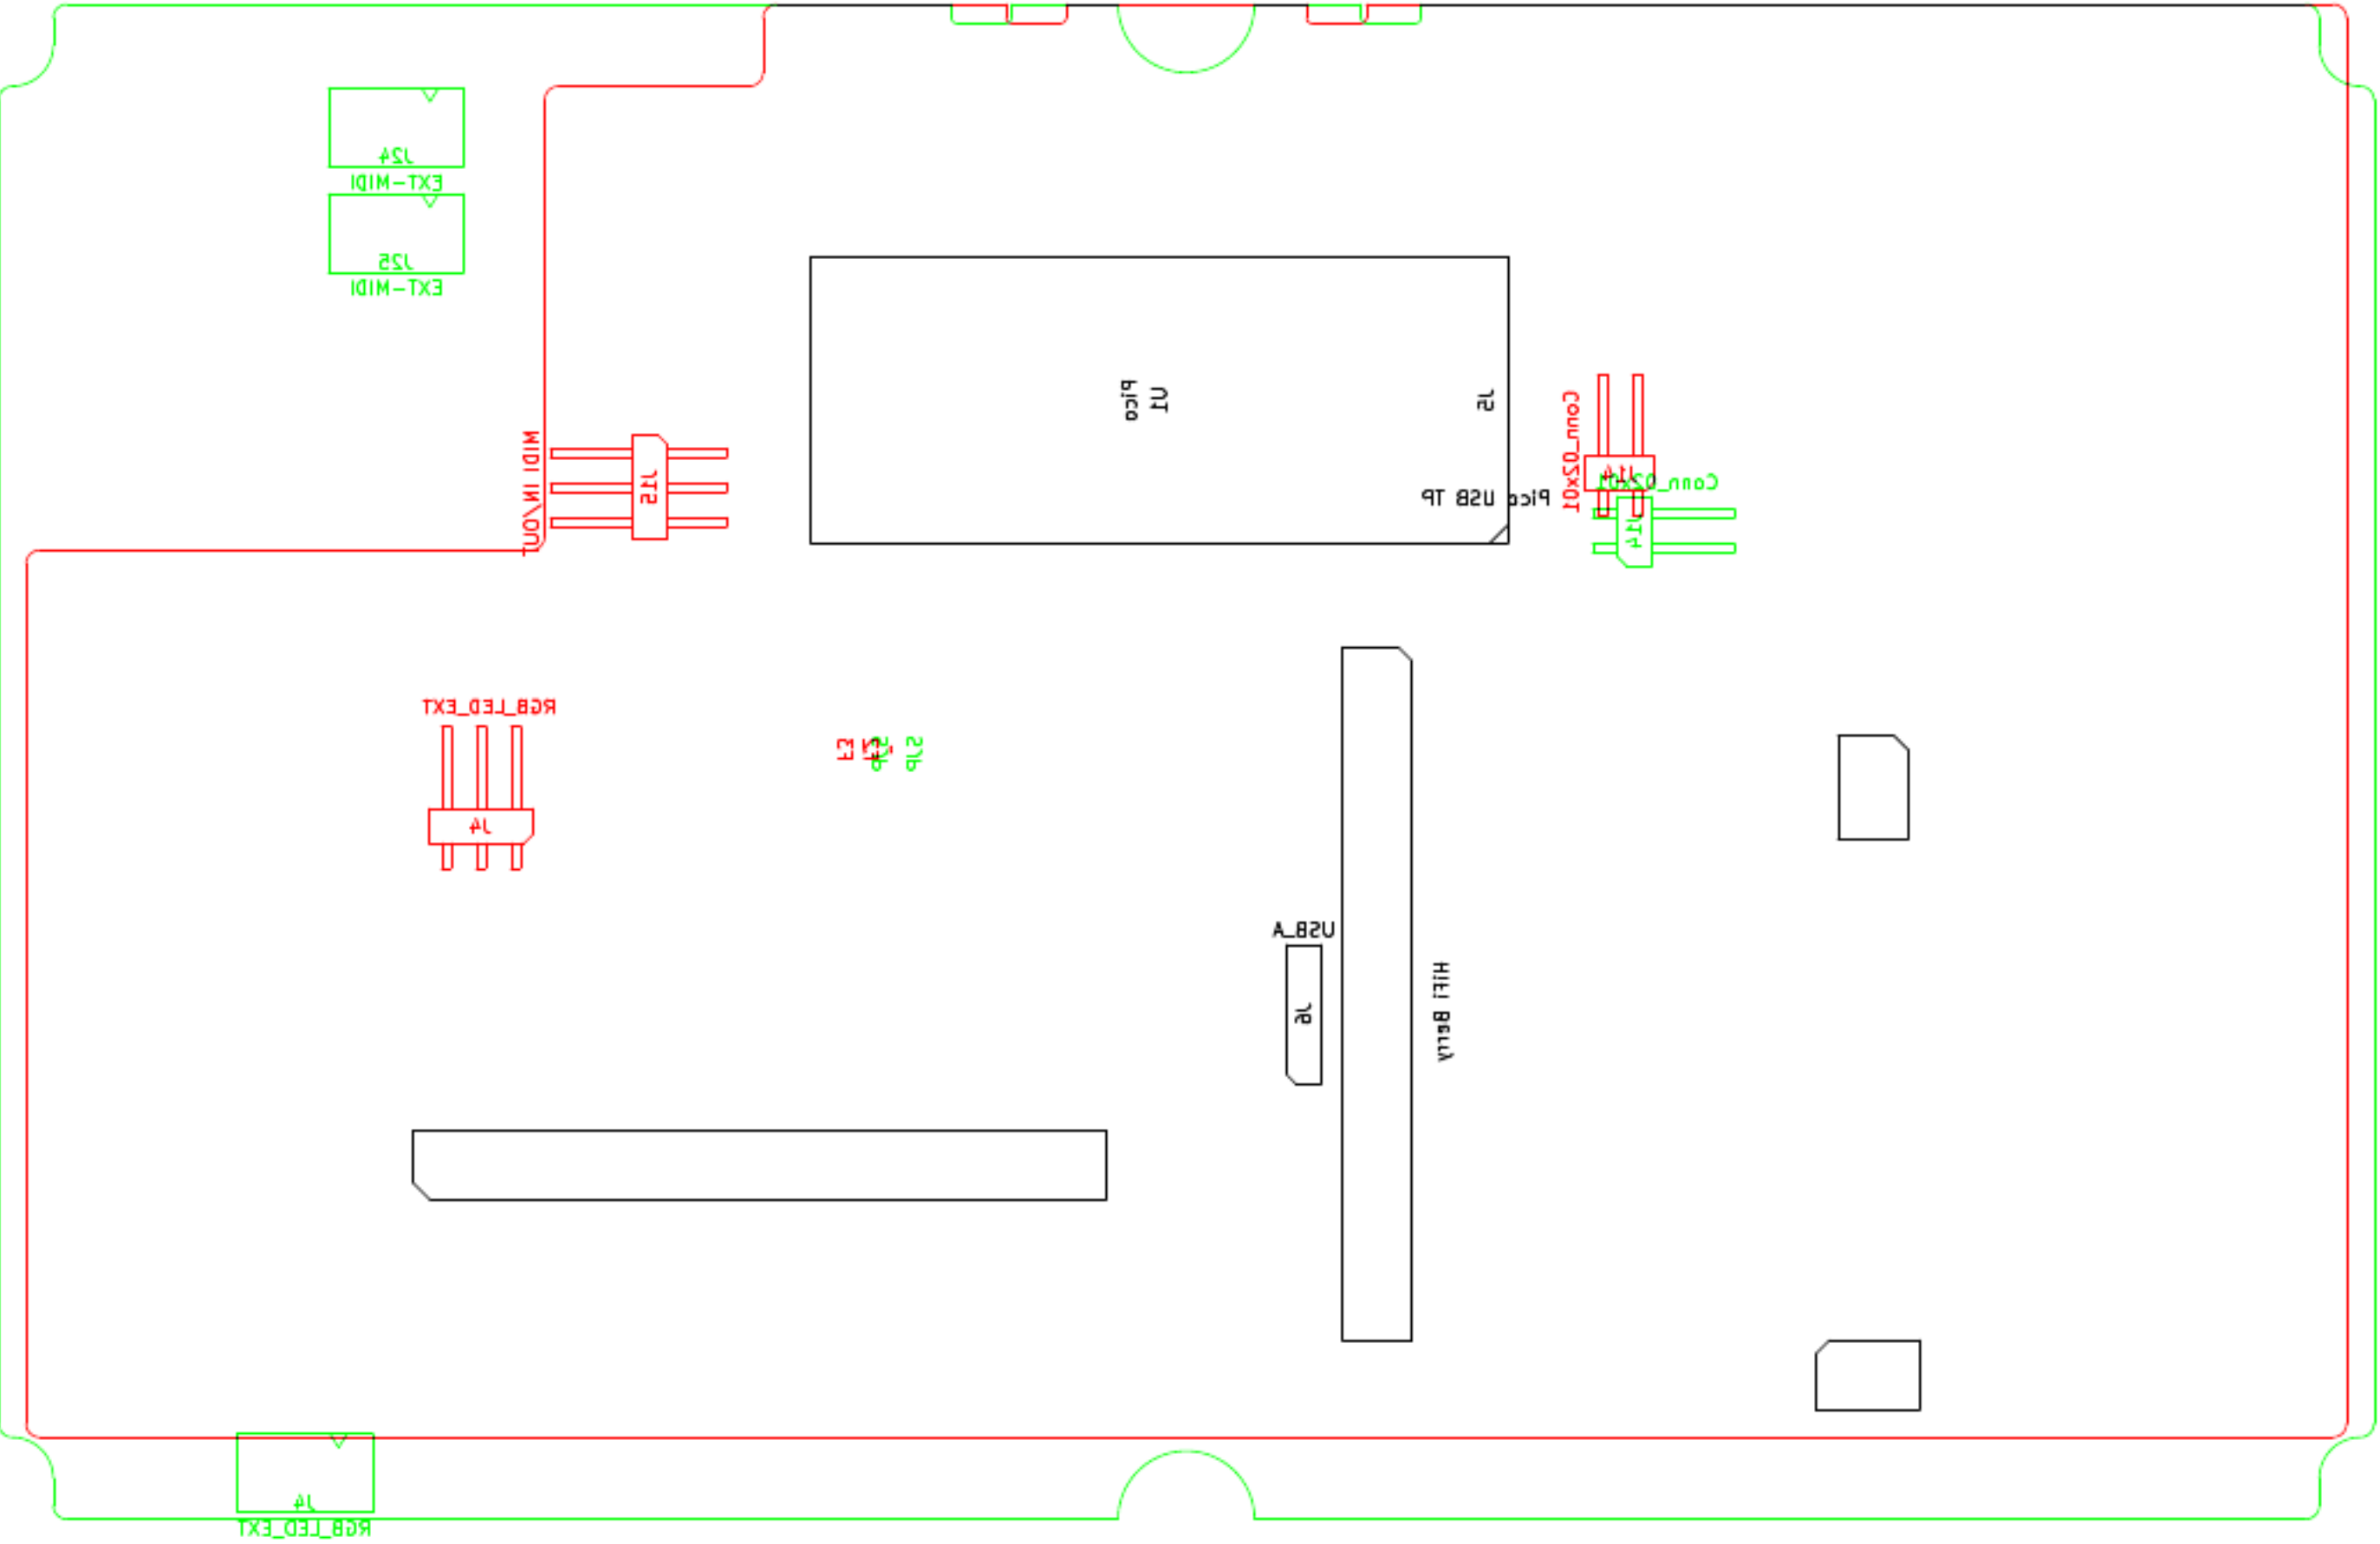 J24
EXT-MIDI
J25
EXT-MIDI
Pico
U1
J5
Pico USB TP
Conn_02x01
J14
Conn_02x01
J14
MIDI IN/OUT
J15
RGB_LED_EXT
J4
SJP
USB_A
J6
HiFi Berry
J4
RGB_LED_EXT